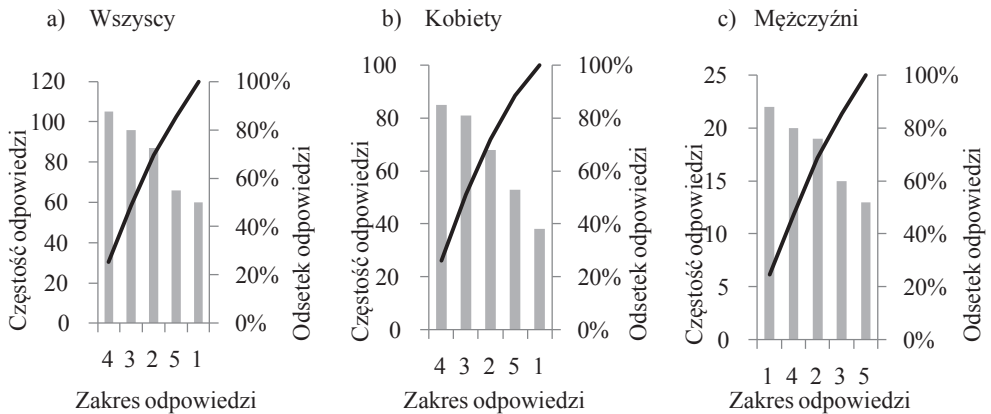 a) Wszyscy
Częstość odpowiedzi
120
100
80
60
40
20
0
100%
80%
60%
40%
20%
0%
Odsetek odpowiedzi
4 3 2 5 1
Zakres odpowiedzi
b) Kobiety
Częstość odpowiedzi
100
80
60
40
20
0
100%
80%
60%
40%
20%
0%
Odsetek odpowiedzi
4 3 2 5 1
Zakres odpowiedzi
c) Mężczyźni
Częstość odpowiedzi
25
20
15
10
5
0
100%
80%
60%
40%
20%
0%
Odsetek odpowiedzi
1 4 2 3 5
Zakres odpowiedzi